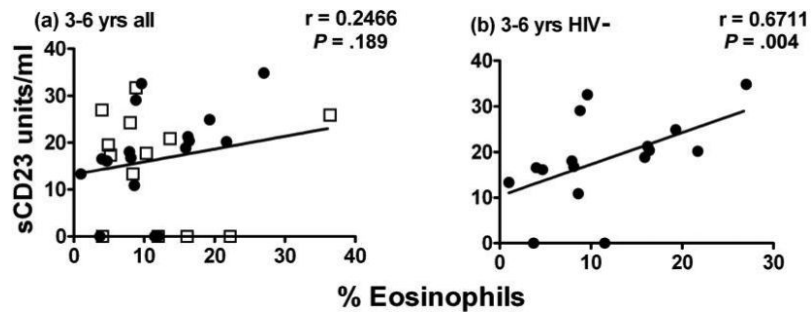 (a) 3-6 yrs all
r = 0.2466
P = .189
(b) 3-6 yrs HIV-
r = 0.6711
P = .004
sCD23 units/ml
40
30
20
10
0
0
10
20
30
40
40
30
20
10
0
0
10
20
30
% Eosinophils